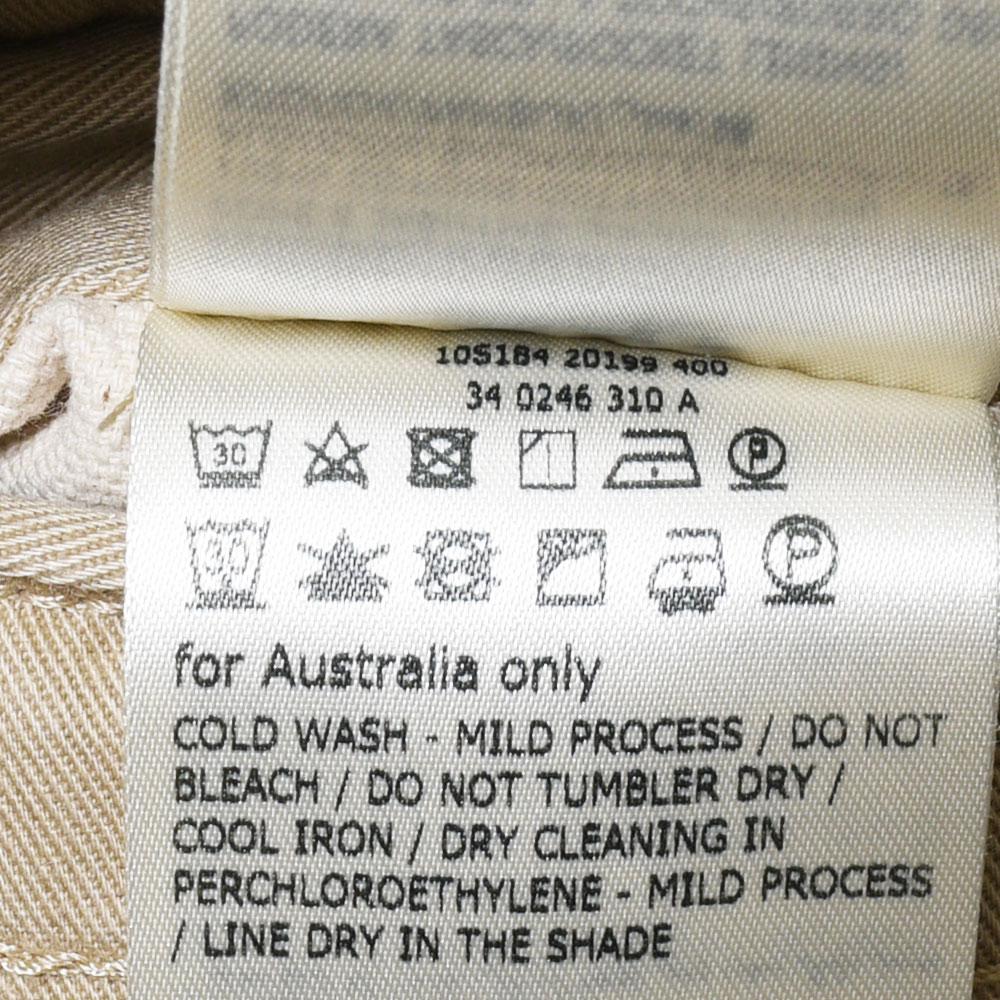 10S184 20199 400
34 0246 310 A
30
P
30
P
for Australia only
COLD WASH - MILD PROCESS / DO NOT
BLEACH / DO NOT TUMBLER DRY /
COOL IRON / DRY CLEANING IN
PERCHLOROETHYLENE - MILD PROCESS
/ LINE DRY IN THE SHADE